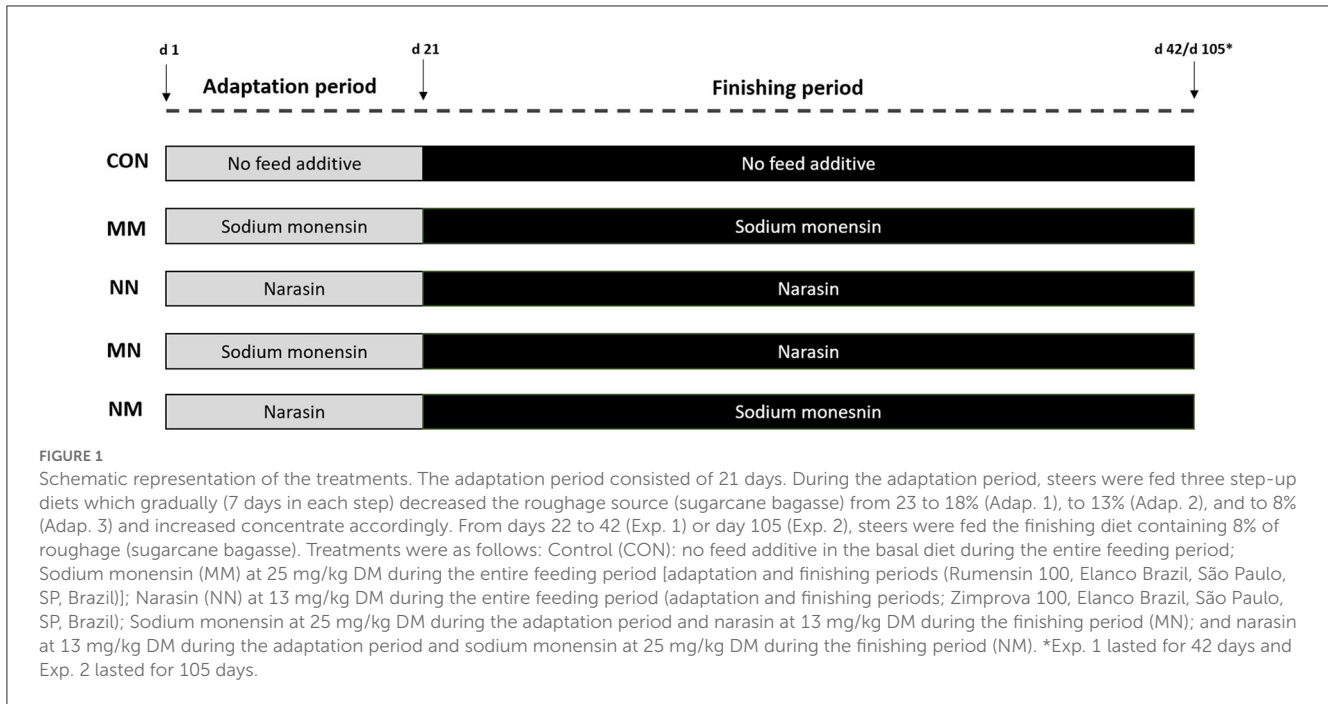 d 1 d 21 d 42/d 105*
Adaptation period Finishing period
CON No feed additive No feed additive
MM Sodium monensin Sodium monensin
NN Narasin Narasin
MN Sodium monensin Narasin
NM Narasin Sodium monesnin
FIGURE 1
Schematic representation of the treatments. The adaptation period consisted of 21 days. During the adaptation period, steers were fed three step-up
diets which gradually (7 days in each step) decreased the roughage source (sugarcane bagasse) from 23 to 18% (Adap. 1), to 13% (Adap. 2), and to 8%
(Adap. 3) and increased concentrate accordingly. From days 22 to 42 (Exp. 1) or day 105 (Exp. 2), steers were fed the finishing diet containing 8% of
roughage (sugarcane bagasse). Treatments were as follows: Control (CON): no feed additive in the basal diet during the entire feeding period;
Sodium monensin (MM) at 25 mg/kg DM during the entire feeding period [adaptation and finishing periods (Rumensin 100, Elanco Brazil, São Paulo,
SP, Brazil)]; Narasin (NN) at 13 mg/kg DM during the entire feeding period (adaptation and finishing periods; Zimprova 100, Elanco Brazil, São Paulo,
SP, Brazil); Sodium monensin at 25 mg/kg DM during the adaptation period and narasin at 13 mg/kg DM during the finishing period (MN); and narasin
at 13 mg/kg DM during the adaptation period and sodium monensin at 25 mg/kg DM during the finishing period (NM). *Exp. 1 lasted for 42 days and
Exp. 2 lasted for 105 days.